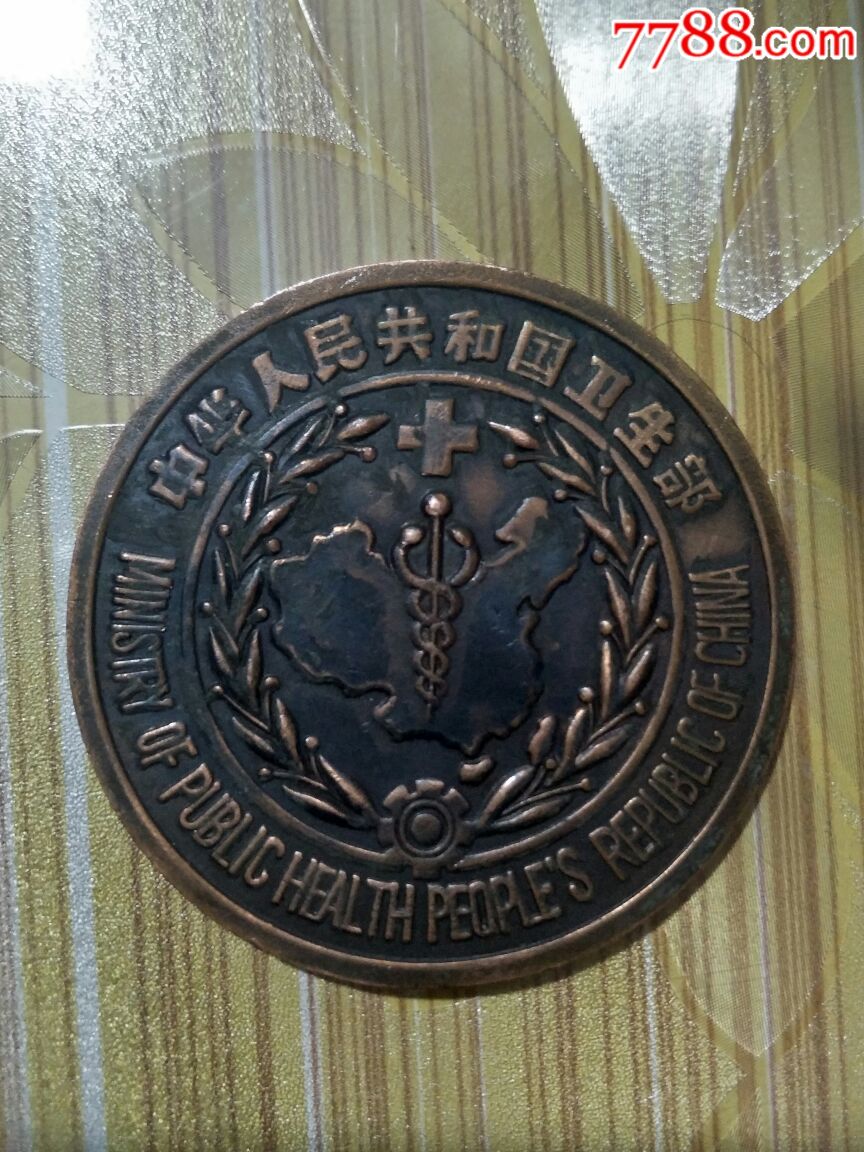 7788.com
中华人民共和国卫生部
MINISTRY OF PUBLIC HEALTH PEOPLE'S REPUBLIC OF CHINA